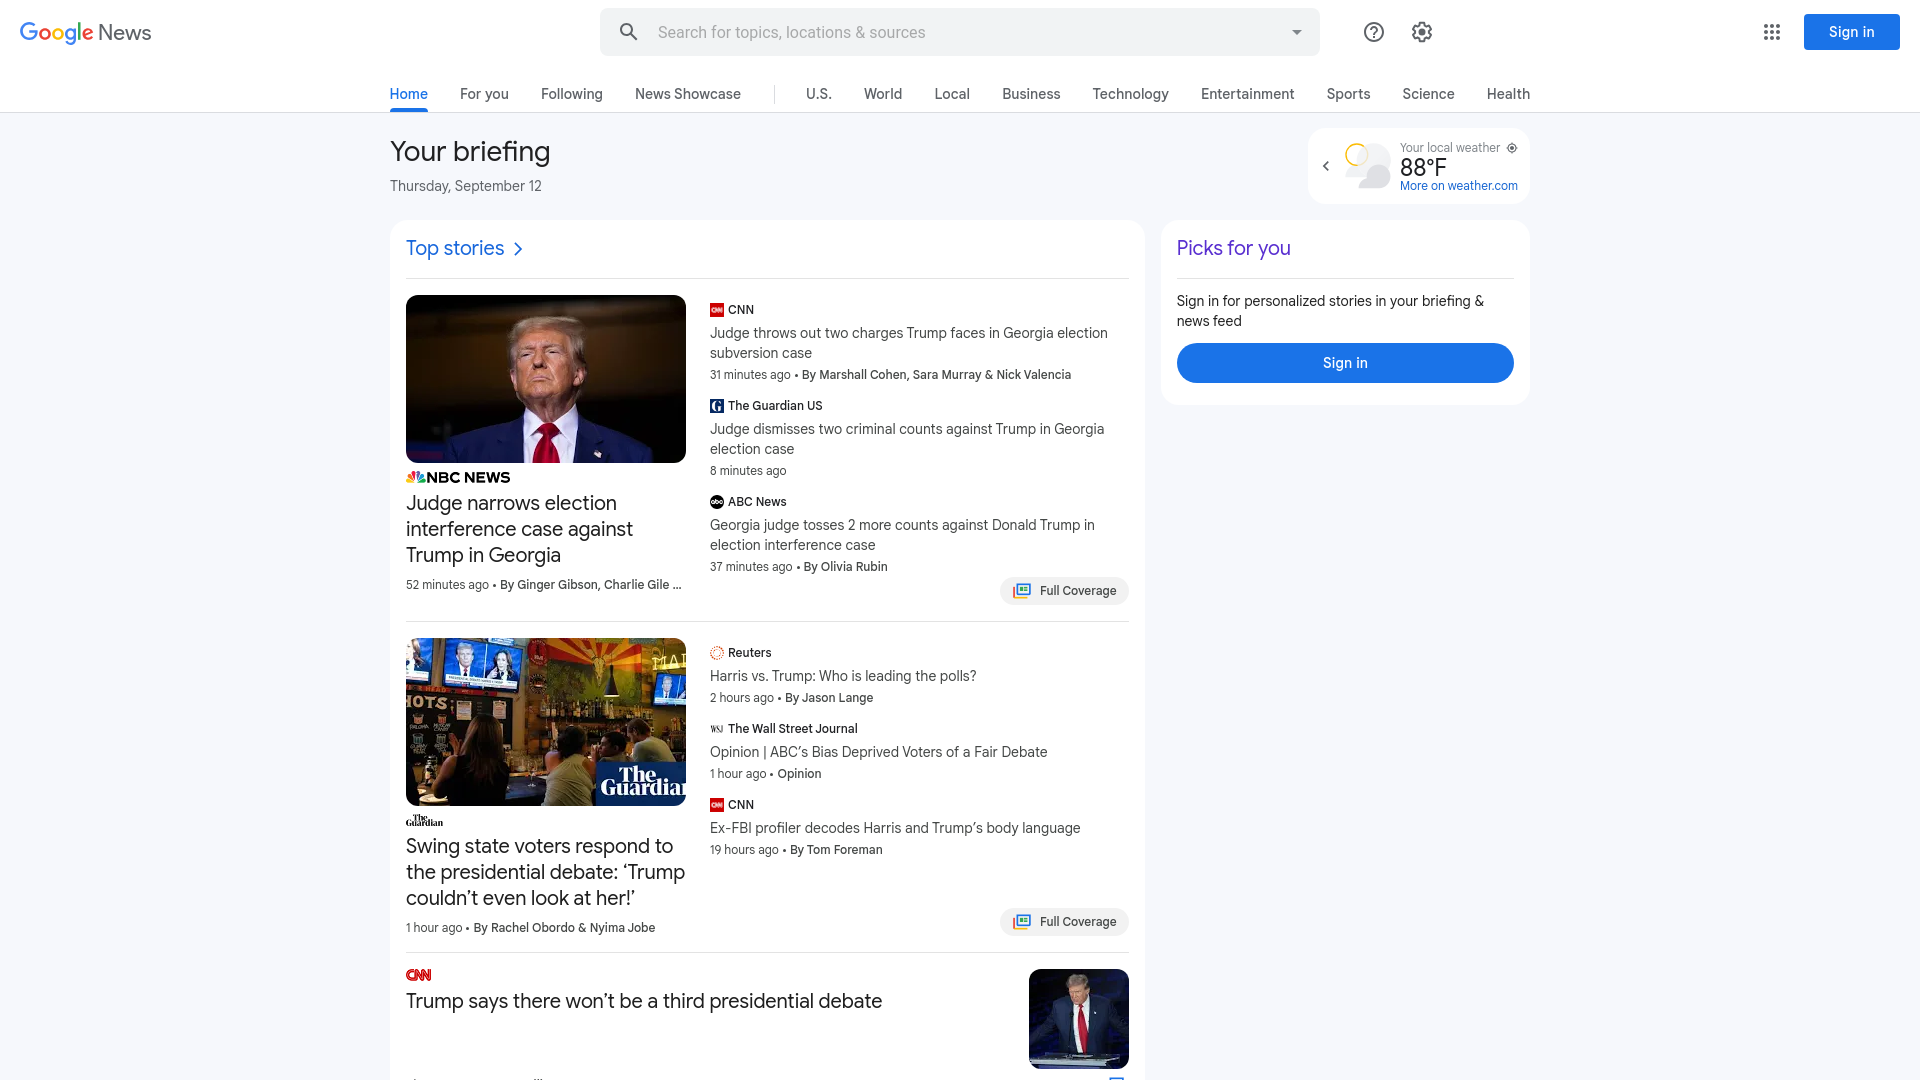 Google News
Search for topics, locations & sources
Sign in
Home
For you
Following
News Showcase
U.S.
World
Local
Business
Technology
Entertainment
Sports
Science
Health
Your briefing
Thursday, September 12
Your local weather
88°F
More on weather.com
Top stories
NBC NEWS
Judge narrows election
interference case against
Trump in Georgia
52 minutes ago • By Ginger Gibson, Charlie Gile ...
CNN
Judge throws out two charges Trump faces in Georgia election
subversion case
31 minutes ago • By Marshall Cohen, Sara Murray & Nick Valencia
The Guardian US
Judge dismisses two criminal counts against Trump in Georgia
election case
8 minutes ago
abc ABC News
Georgia judge tosses 2 more counts against Donald Trump in
election interference case
37 minutes ago • By Olivia Rubin
Full Coverage
HOTS
The
Guardian
The
Guardian
Swing state voters respond to
the presidential debate: ‘Trump
couldn’t even look at her!’
1 hour ago • By Rachel Obordo & Nyima Jobe
Reuters
Harris vs. Trump: Who is leading the polls?
2 hours ago • By Jason Lange
WSJ The Wall Street Journal
Opinion | ABC’s Bias Deprived Voters of a Fair Debate
1 hour ago • Opinion
CNN
Ex-FBI profiler decodes Harris and Trump’s body language
19 hours ago • By Tom Foreman
Full Coverage
CNN
Trump says there won’t be a third presidential debate
Picks for you
Sign in for personalized stories in your briefing &
news feed
Sign in